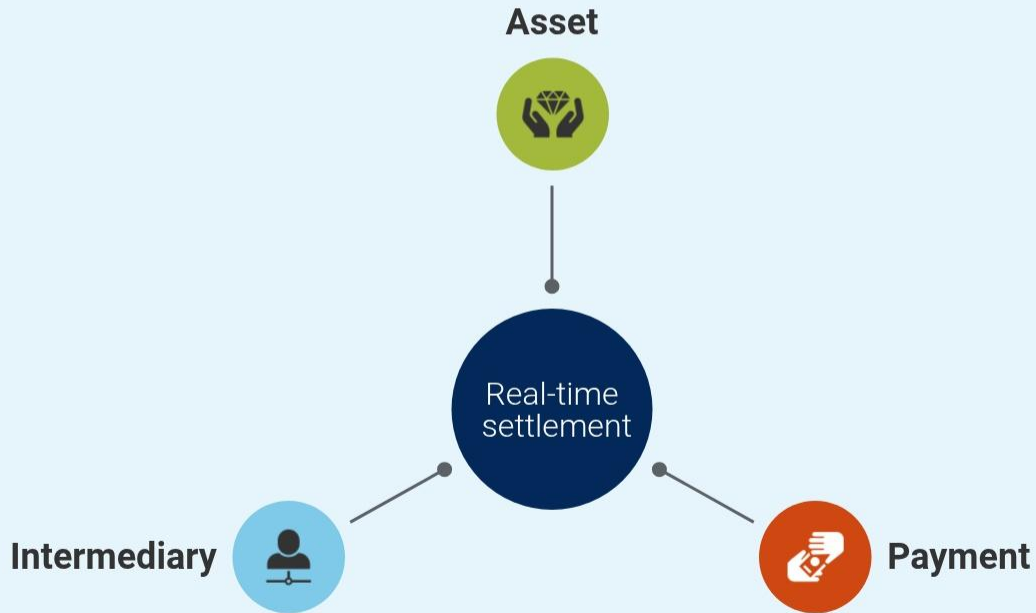 Asset
Real-time
settlement
Intermediary
Payment